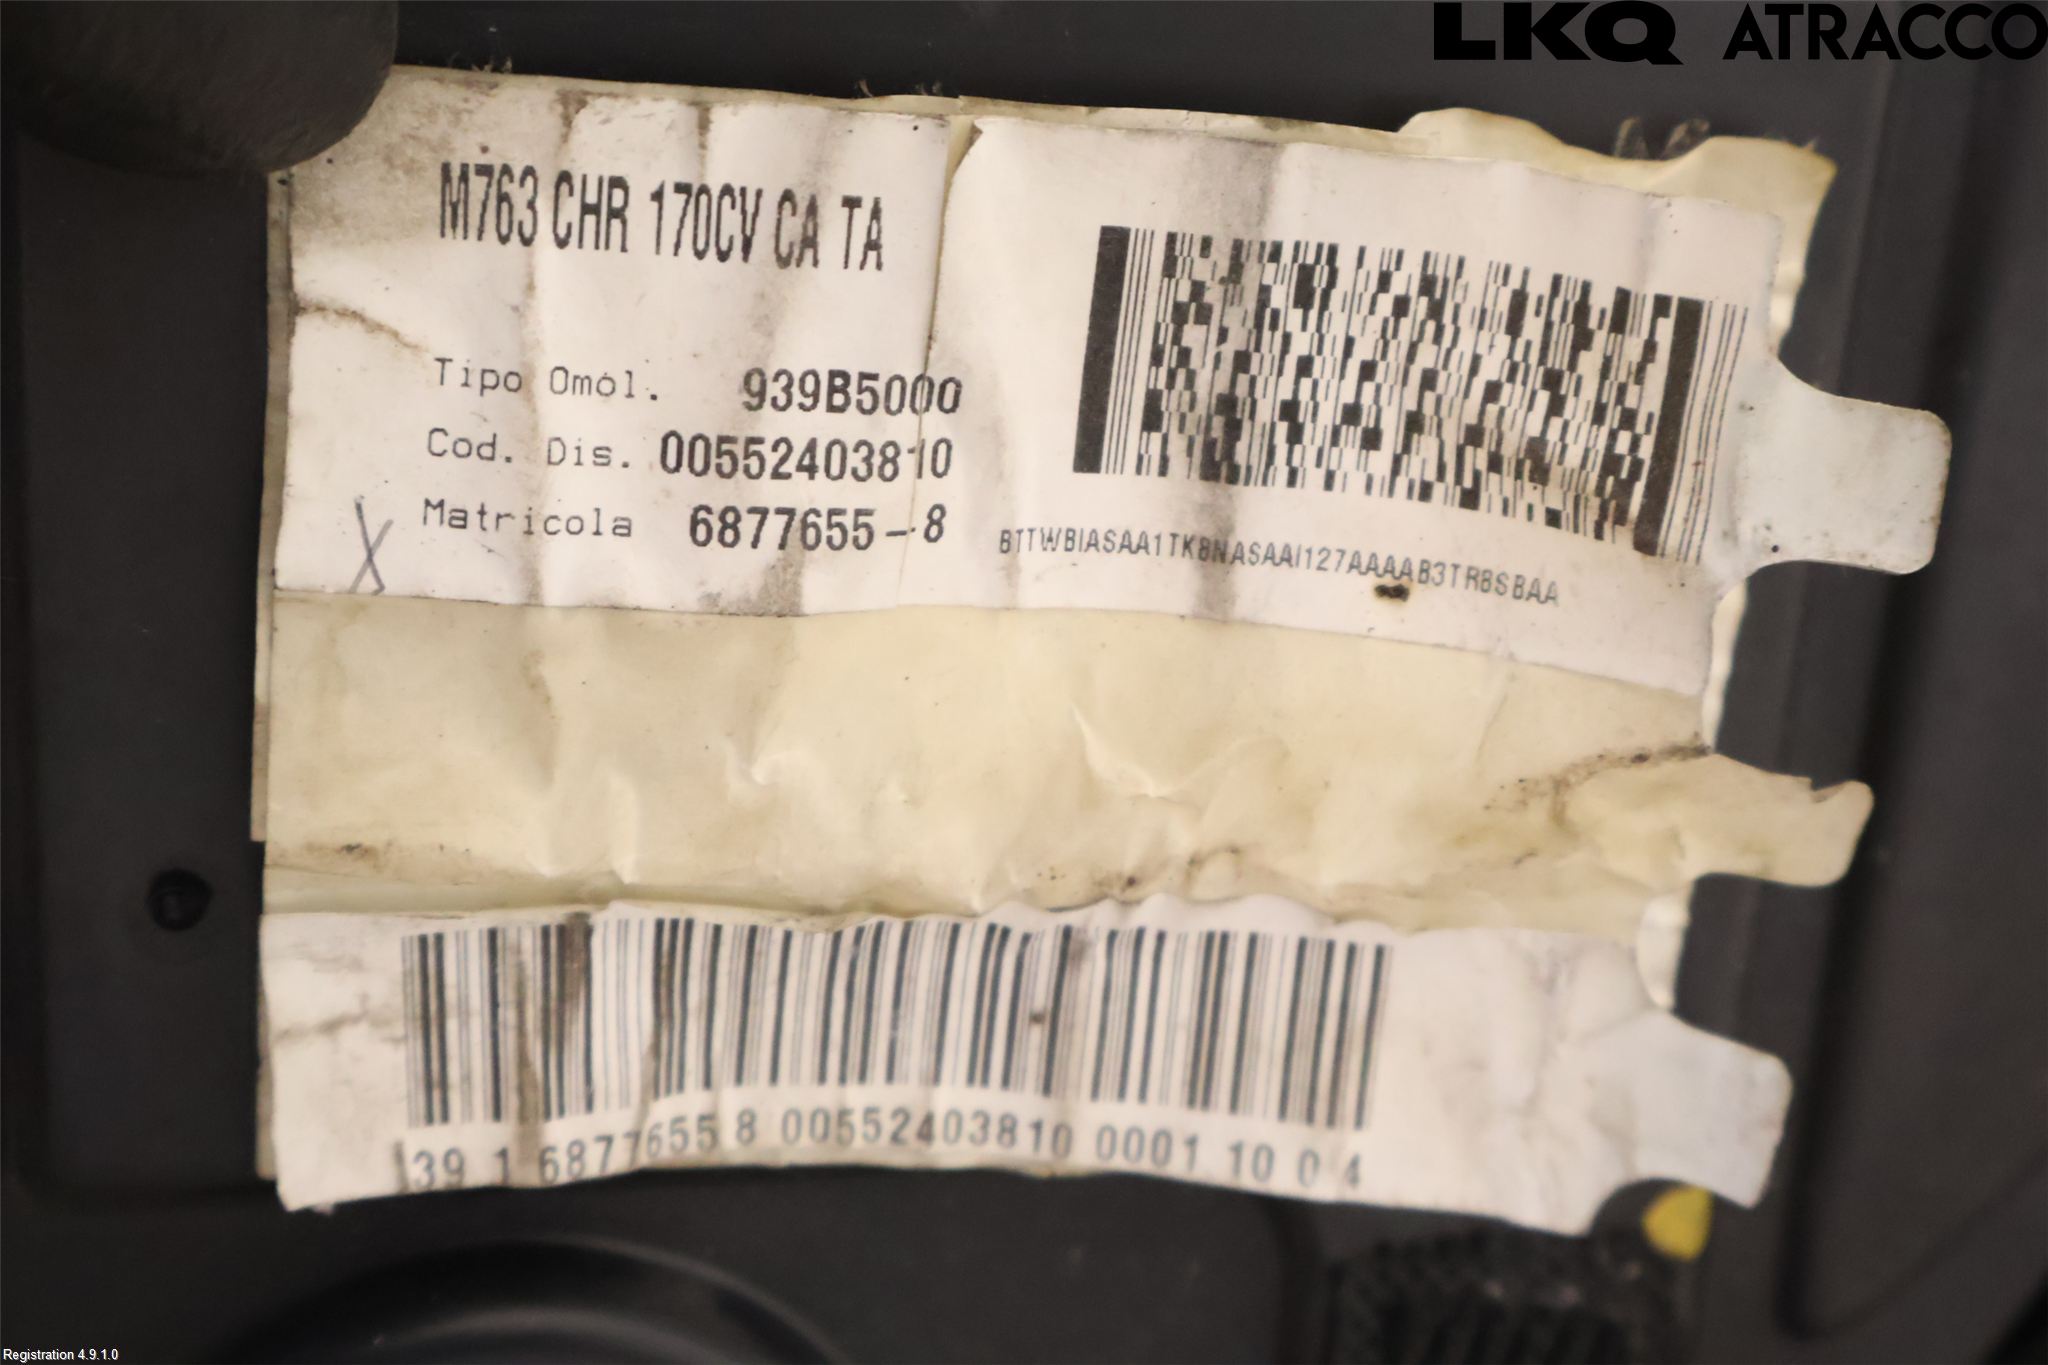 LKQ ATRACCO
M763 CHR 170CV CA TA
Tipo Omol. 939B5000
Cod. Dis. 00552403810
Matricola 6877655-8
BTTWBIASAA1TKBNASAAI127AAAAB3TRBSBAA
X
139 1 6877655 8 00552403810 0001 10 0 4
Registration 4.9.1.0